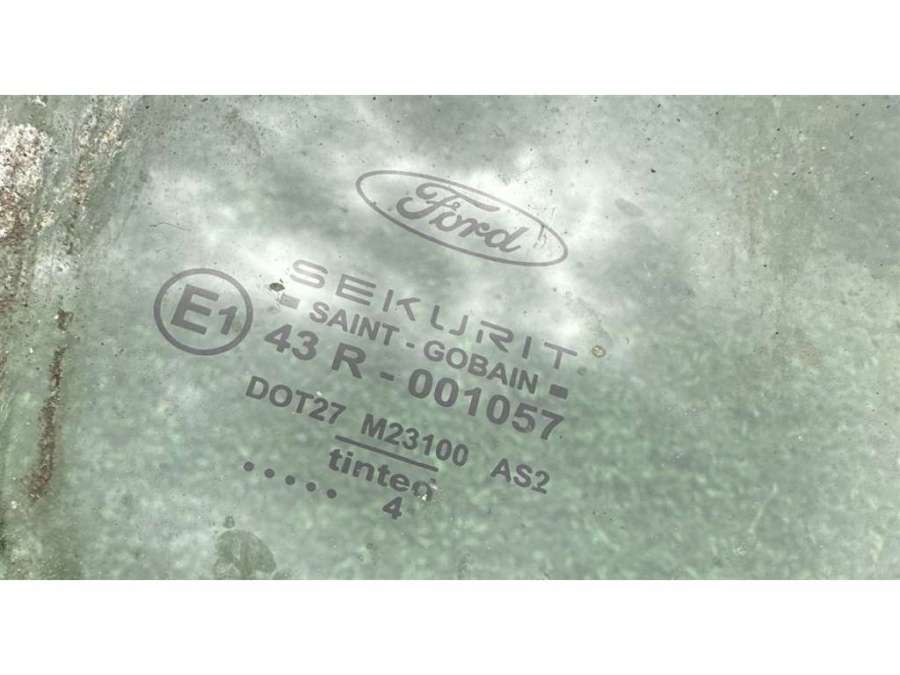 Ford
SEKURIT
- SAINT - GOBAIN -
E1
43 R - 001057
DOT27 M23100 AS2
tinted
..... 4